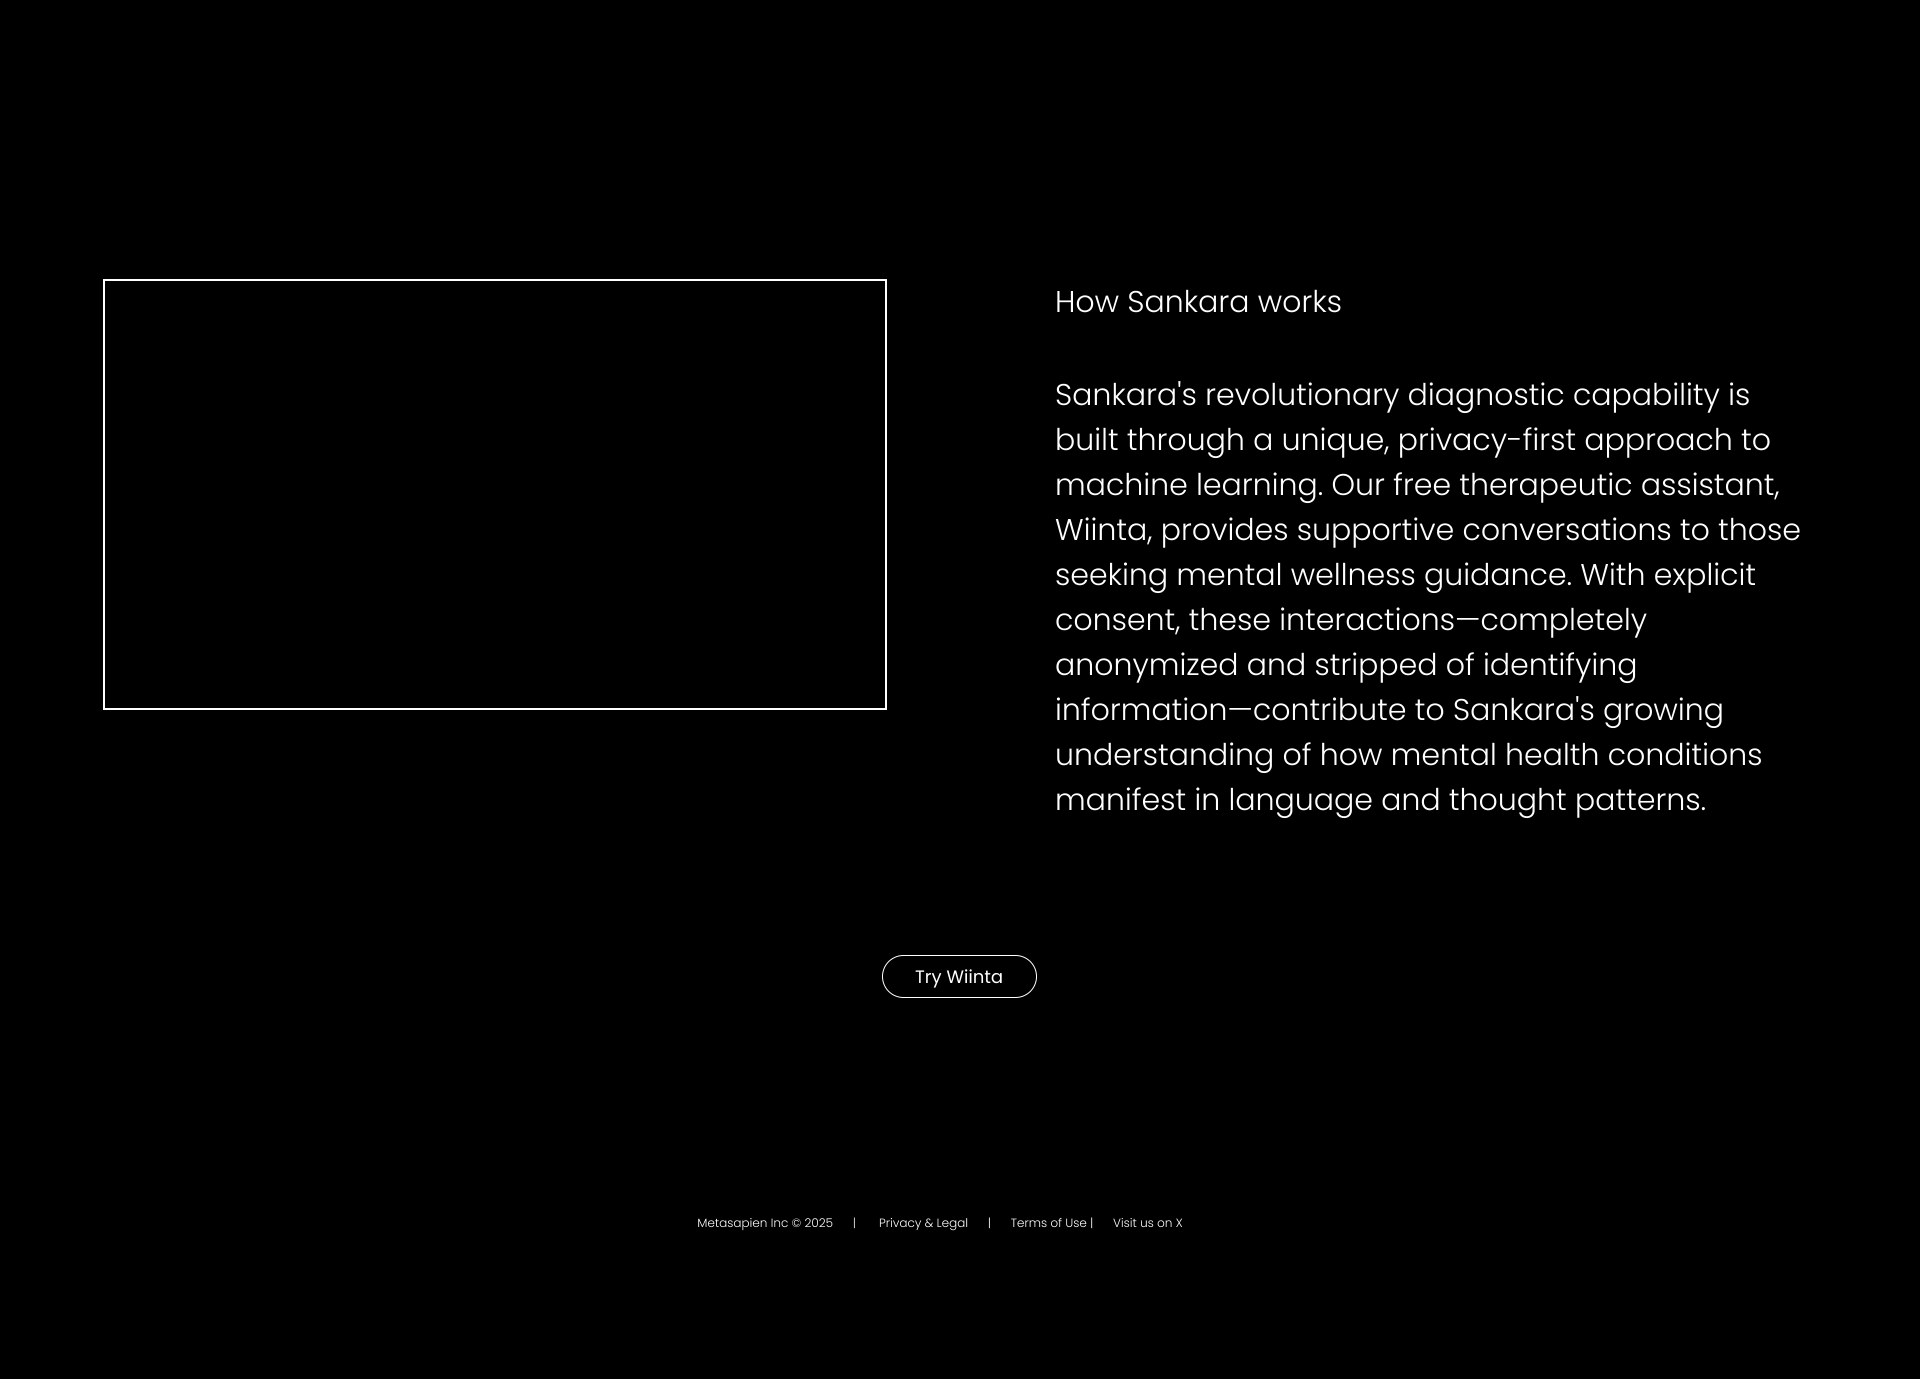 How Sankara works
Sankara's revolutionary diagnostic capability is
built through a unique, privacy-first approach to
machine learning. Our free therapeutic assistant,
Wiinta, provides supportive conversations to those
seeking mental wellness guidance. With explicit
consent, these interactions—completely
anonymized and stripped of identifying
information—contribute to Sankara's growing
understanding of how mental health conditions
manifest in language and thought patterns.
Try Wiinta
Metasapien Inc © 2025 | Privacy & Legal | Terms of Use | Visit us on X